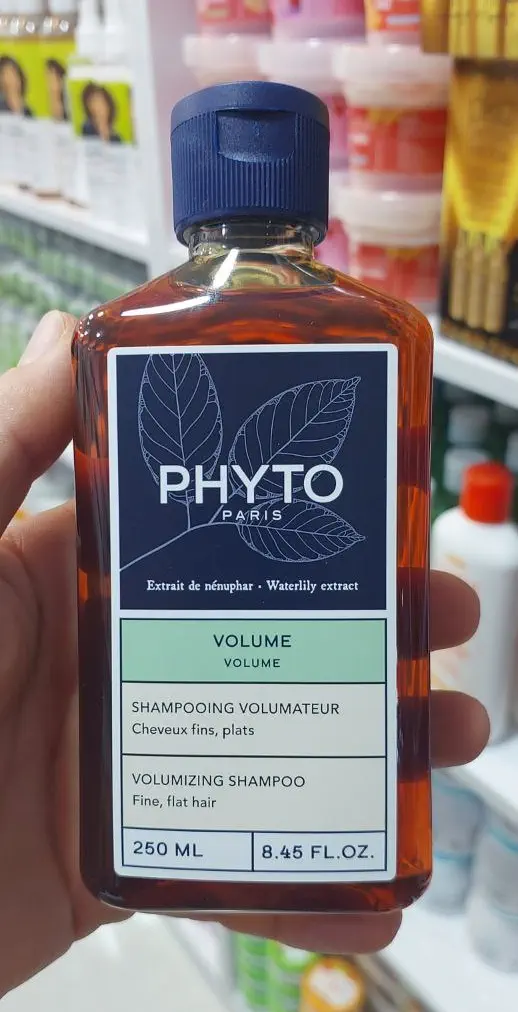 PHYTO
PARIS
Extrait de nénuphar • Waterlily extract
VOLUME
VOLUME
SHAMPOOING VOLUMATEUR
Cheveux fins, plats
VOLUMIZING SHAMPOO
Fine, flat hair
250 ML
8.45 FL.OZ.